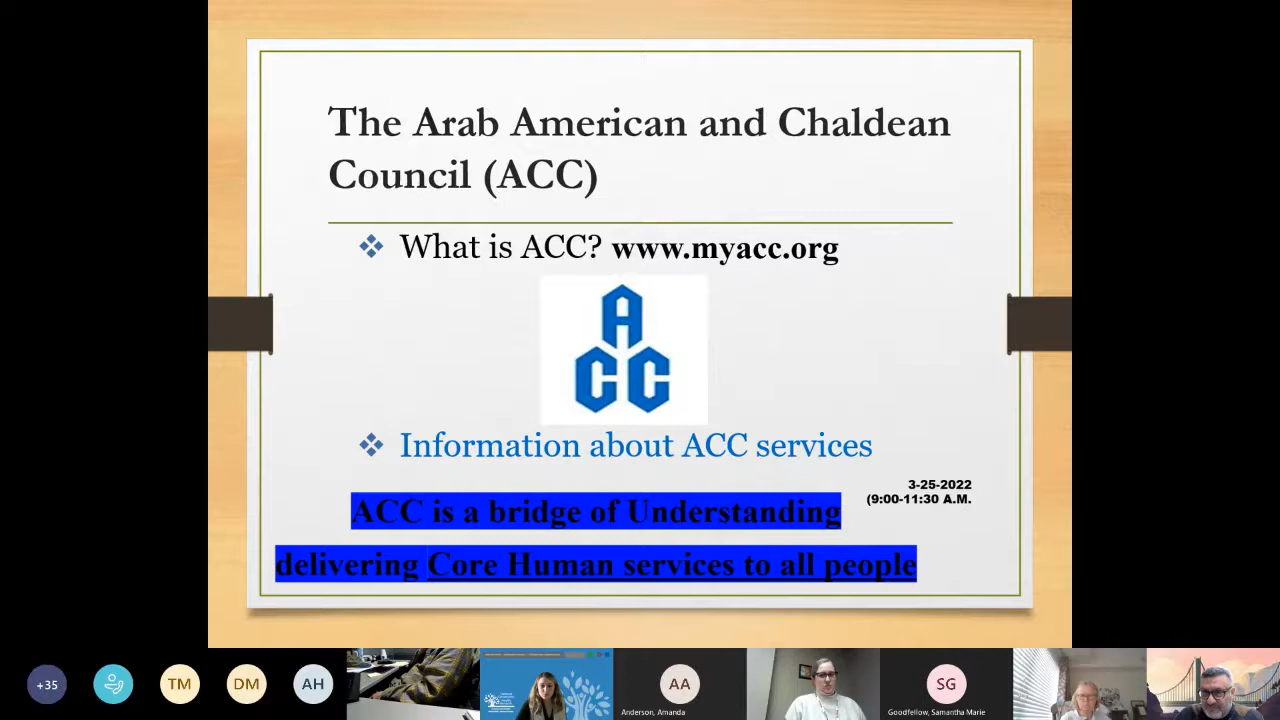 The Arab American and Chaldean
Council (ACC)
What is ACC? www.myacc.org
A
CC
Information about ACC services
3-25-2022
(9:00-11:30 A.M.
ACC is a bridge of Understanding
delivering Core Human services to all people
+35
TM
DM
AH
AA
Anderson, Amanda
SG
Goodfellow, Samantha Marie